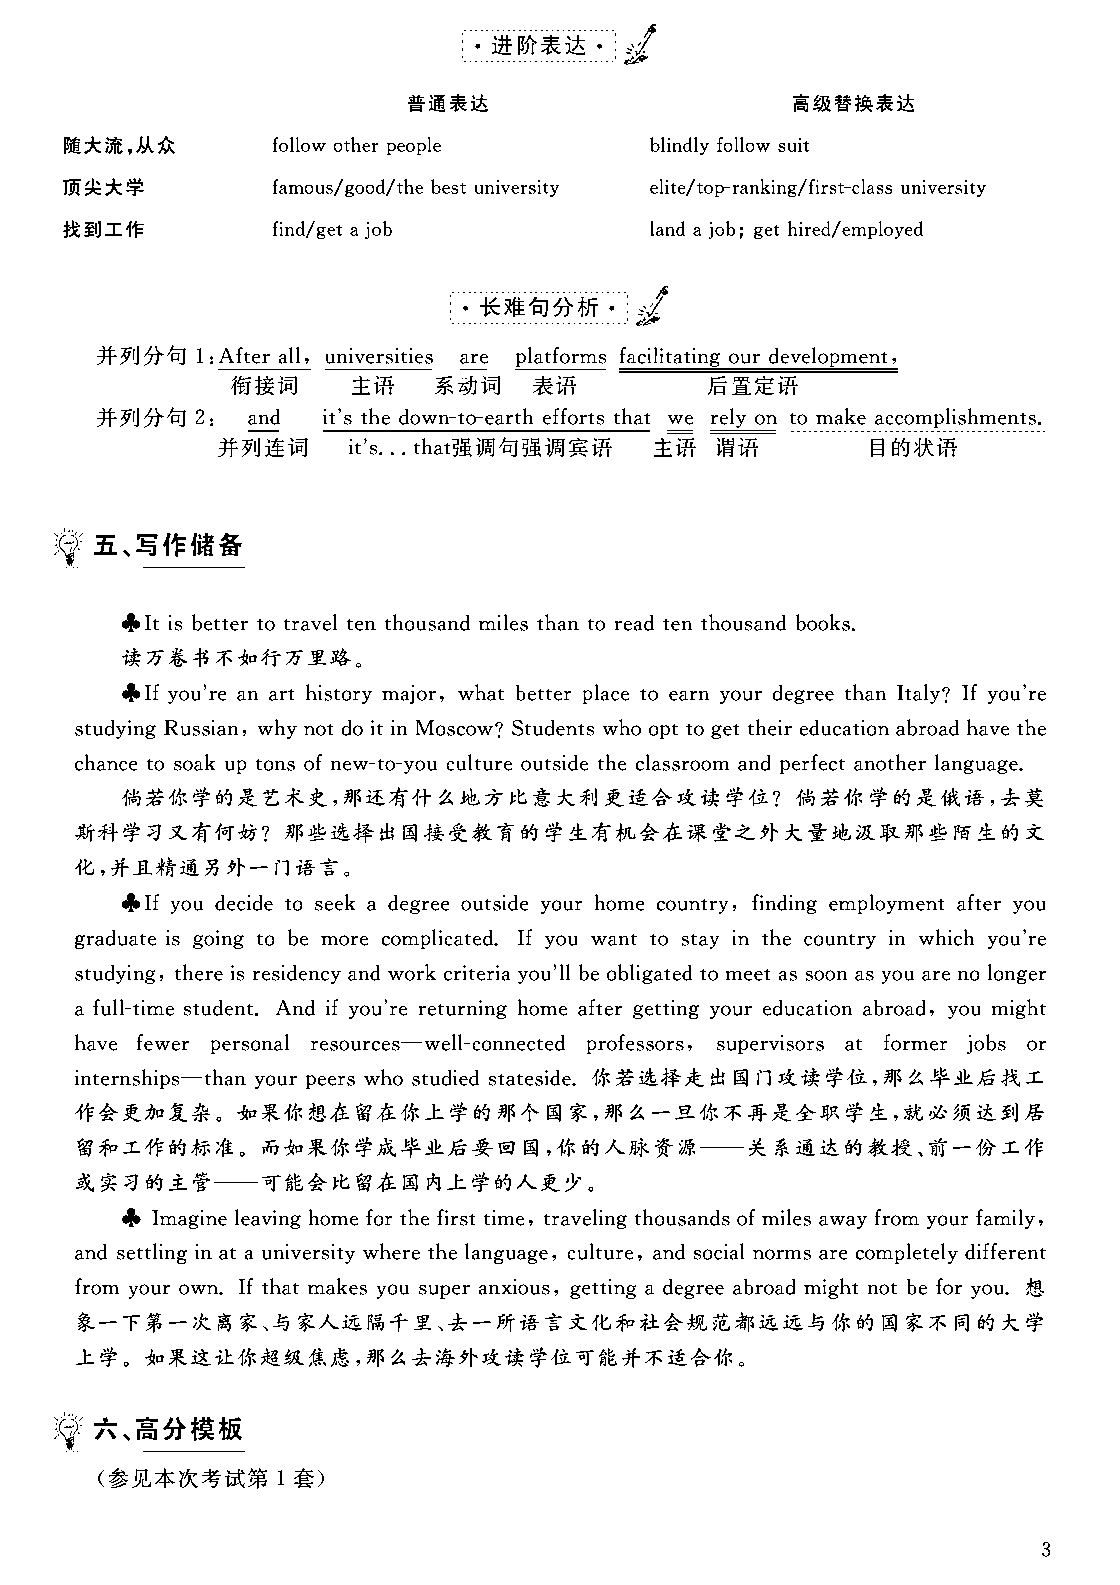 ·进阶表达·
普通表达 高级替换表达
随大流,从众 follow other people blindly follow suit
顶尖大学 famous/good/the best university elite/top-ranking/first-class university
找到工作 find/get a job land a job; get hired/employed
·长难句分析·
并列分句 1:After all, universities are platforms facilitating our development,
衔接词 主语 系动词 表语 后置定语
并列分句 2: and it's the down-to-earth efforts that we rely on to make accomplishments.
并列连词 it's...that强调句强调宾语 主语 谓语 目的状语
五、写作储备
♣It is better to travel ten thousand miles than to read ten thousand books.
读万卷书不如行万里路。
♣If you're an art history major, what better place to earn your degree than Italy? If you're
studying Russian, why not do it in Moscow? Students who opt to get their education abroad have the
chance to soak up tons of new-to-you culture outside the classroom and perfect another language.
倘若你学的是艺术史,那还有什么地方比意大利更适合攻读学位?倘若你学的是俄语,去莫
斯科学习又有何妨?那些选择出国接受教育的学生有机会在课堂之外大量地汲取那些陌生的文
化,并且精通另外一门语言。
♣If you decide to seek a degree outside your home country, finding employment after you
graduate is going to be more complicated. If you want to stay in the country in which you're
studying, there is residency and work criteria you'll be obligated to meet as soon as you are no longer
a full-time student. And if you're returning home after getting your education abroad, you might
have fewer personal resources—well-connected professors, supervisors at former jobs or
internships—than your peers who studied stateside. 你若选择走出国门攻读学位,那么毕业后找工
作会更加复杂。如果你想在留在你上学的那个国家,那么一旦你不再是全职学生,就必须达到居
留和工作的标准。而如果你学成毕业后要回国,你的人脉资源——关系通达的教授、前一份工作
或实习的主管——可能会比留在国内上学的人更少。
♣ Imagine leaving home for the first time, traveling thousands of miles away from your family,
and settling in at a university where the language, culture, and social norms are completely different
from your own. If that makes you super anxious, getting a degree abroad might not be for you. 想
象一下第一次离家、与家人远隔千里、去一所语言文化和社会规范都远远与你的国家不同的大学
上学。如果这让你超级焦虑,那么去海外攻读学位可能并不适合你。
六、高分模板
(参见本次考试第 1 套)
3